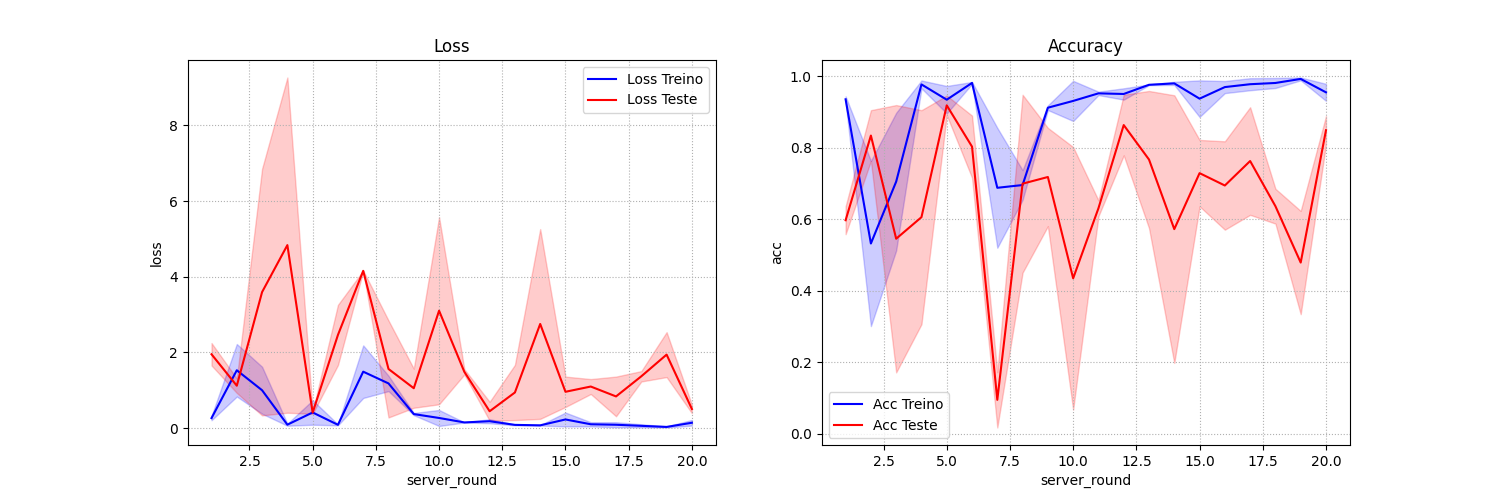 Loss
Loss Treino
Loss Teste
8
6
4
2
0
loss
2.5 5.0 7.5 10.0 12.5 15.0 17.5 20.0
server_round
Accuracy
1.0
0.8
0.6
0.4
0.2
0.0
acc
Acc Treino
Acc Teste
2.5 5.0 7.5 10.0 12.5 15.0 17.5 20.0
server_round